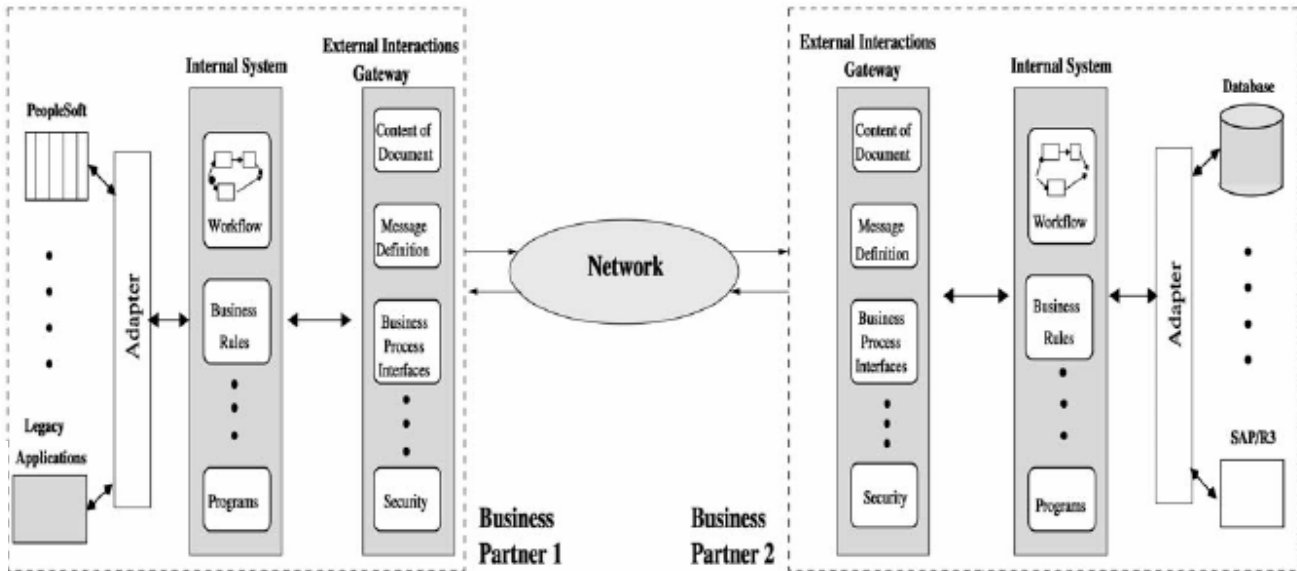 External Interactions
Gateway
Internal System
PeopleSoft
Content of
Document
Workflow
Message
Definition
Adapter
Business
Rules
Business
Process
Interfaces
Legacy
Applications
Programs
Security
Business
Partner 1
Network
Business
Partner 2
External Interactions
Gateway
Internal System
Database
Content of
Document
Workflow
Message
Definition
Adapter
Business
Rules
Business
Process
Interfaces
SAP/R3
Security
Programs